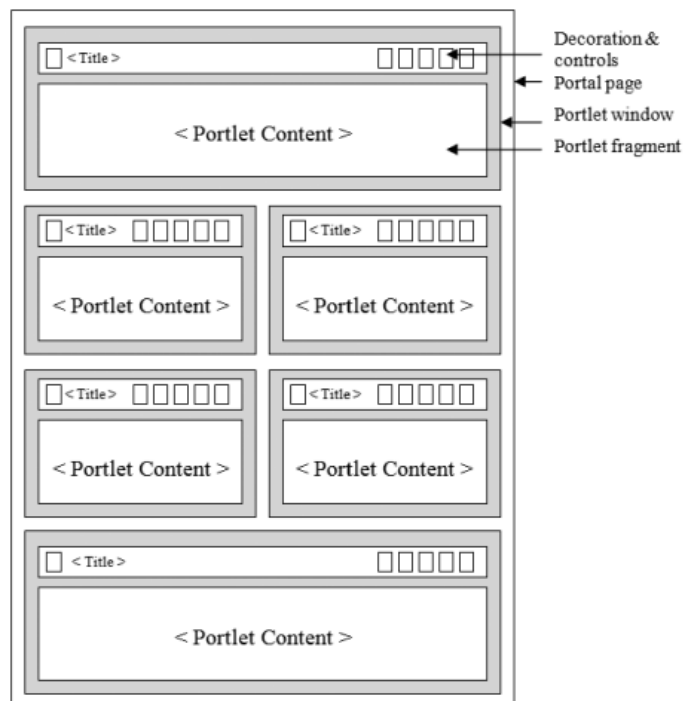 Decoration &
controls
< Title >
Portal page
Portlet window
< Portlet Content >
Portlet fragment
<Title> <Title>
< Portlet Content > < Portlet Content >
<Title> <Title>
< Portlet Content > < Portlet Content >
< Title >
< Portlet Content >